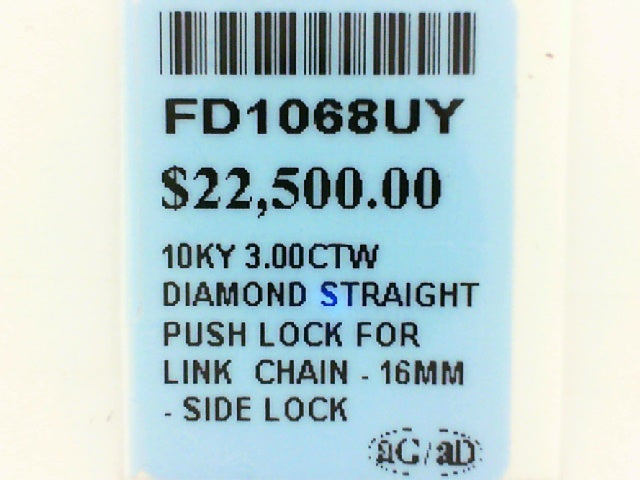 FD1068UY
$22,500.00
10KY 3.00CTW
DIAMOND STRAIGHT
PUSH LOCK FOR
LINK CHAIN - 16MM
- SIDE LOCK
aG/aD